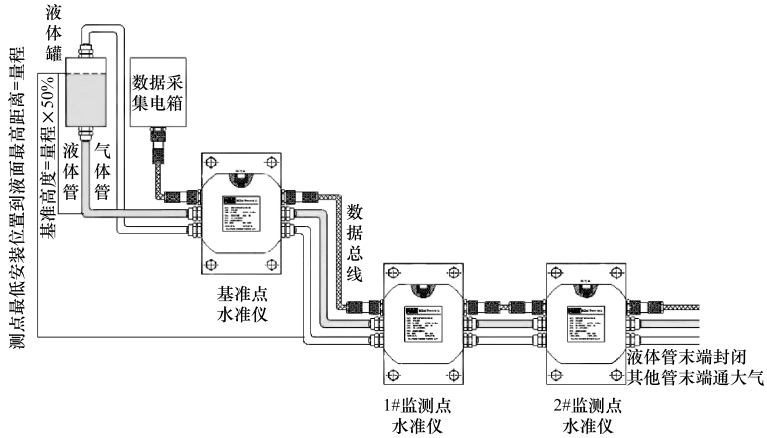 液体罐
测点最低安装位置到液面最高距离=量程
基准高度=量程×50%
液体管
气体管
数据采
集电箱
数据总线
基准点
水准仪
1#监测点
水准仪
2#监测点
水准仪
液体管末端封闭
其他管末端通大气